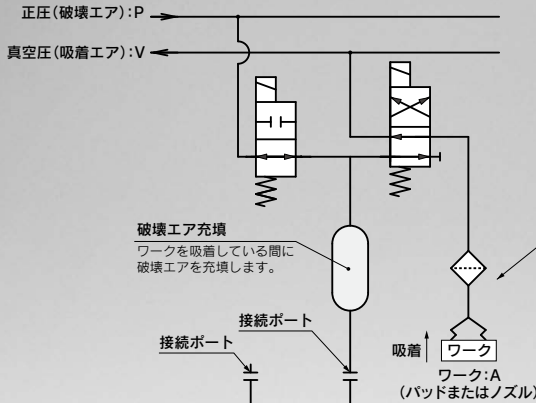 正圧(破壊エア):P
真空圧(吸着エア):V
破壊エア充填
ワークを吸着している間に
破壊エアを充填します。
接続ポート
接続ポート
吸着
ワーク
ワーク:A
(パッドまたはノズル)